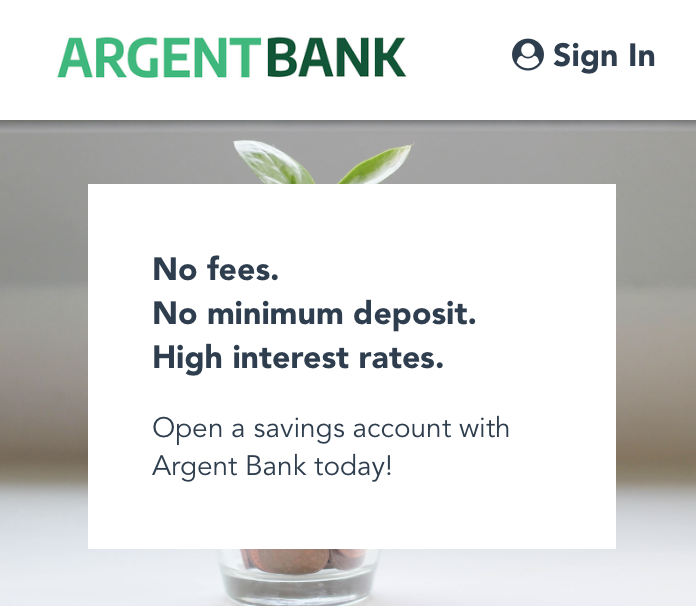 ARGENTBANK
Sign In
No fees.
No minimum deposit.
High interest rates.
Open a savings account with
Argent Bank today!